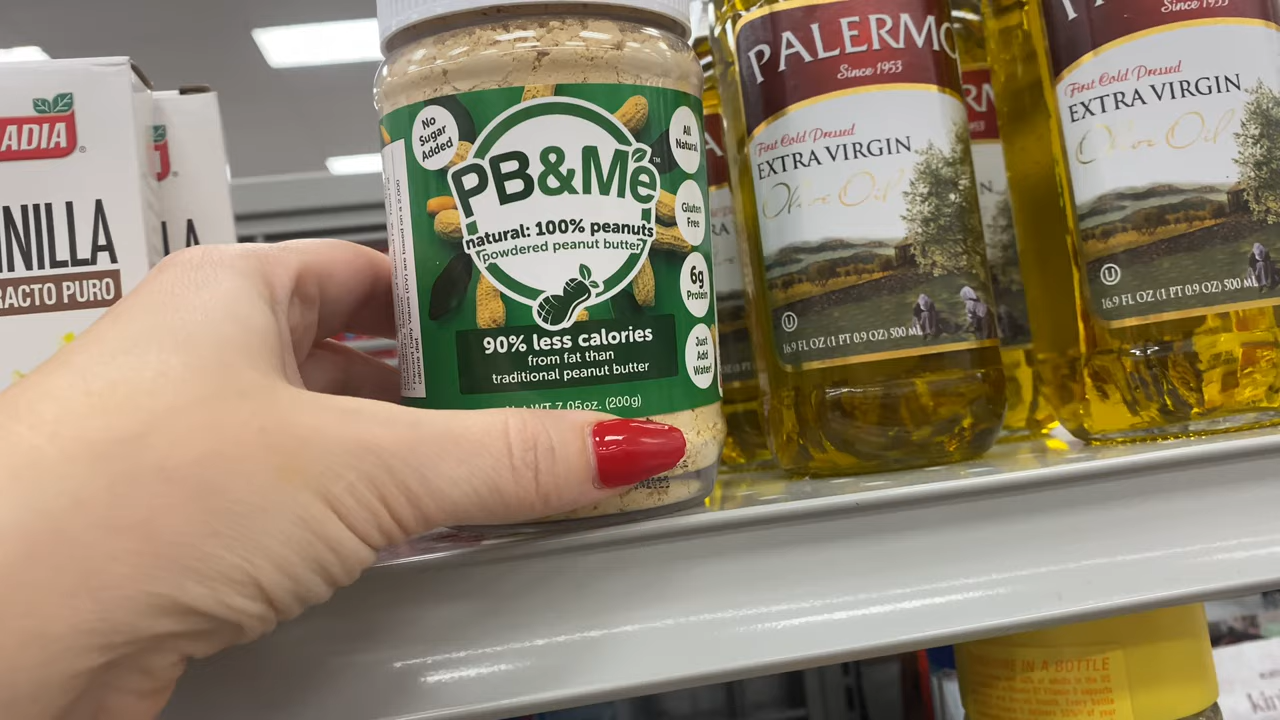 ADIA
NILLA
RACTO PURO
No
Sugar
Added
All
Natural
PB&Me™
natural: 100% peanuts
powdered peanut butter
Gluten
Free
6g
Protein
Just
Add
Water!
90% less calories
from fat than
traditional peanut butter
Net WT 7.05oz. (200g)
PALERMO
Since 1953
First Cold Pressed
EXTRA VIRGIN
Olive Oil
16.9 FL OZ (1 PT 0.9 OZ) 500 ML
Since 1953
First Cold Pressed
EXTRA VIRGIN
Olive Oil
16.9 FL OZ (1 PT 0.9 OZ) 500 ML
IN A BOTTLE